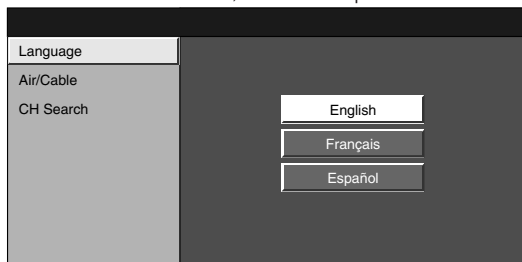 Language
Air/Cable
CH Search
English
Français
Español